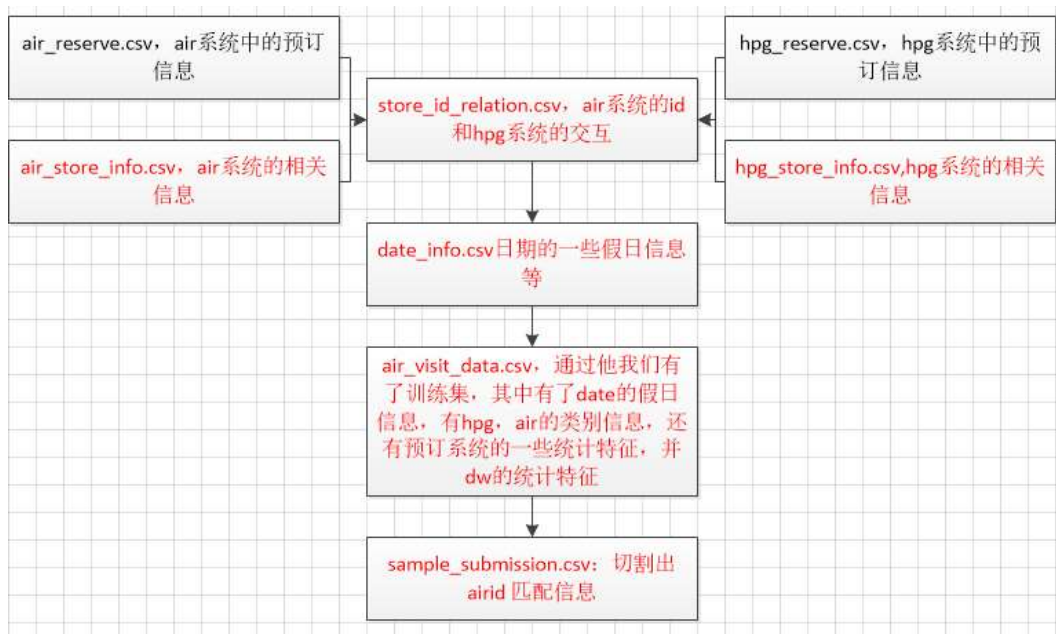 air_reserve.csv，air系统中的预订
信息
hpg_reserve.csv，hpg系统中的预
订信息
store_id_relation.csv，air系统的id
和hpg系统的交互
air_store_info.csv，air系统的相关
信息
hpg_store_info.csv,hpg系统的相关
信息
date_info.csv日期的一些假日信息
等
air_visit_data.csv，通过他我们有
了训练集，其中有了date的假日
信息，有hpg，air的类别信息，还
有预订系统的一些统计特征，并
dw的统计特征
sample_submission.csv：切割出
airid 匹配信息